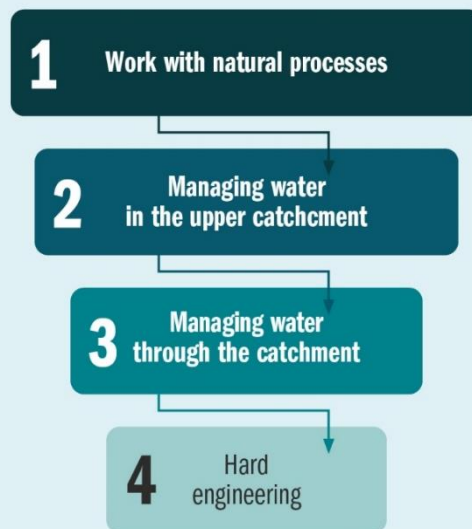 1 Work with natural processes
2 Managing water
in the upper catchcment
3 Managing water
through the catchment
4 Hard
engineering